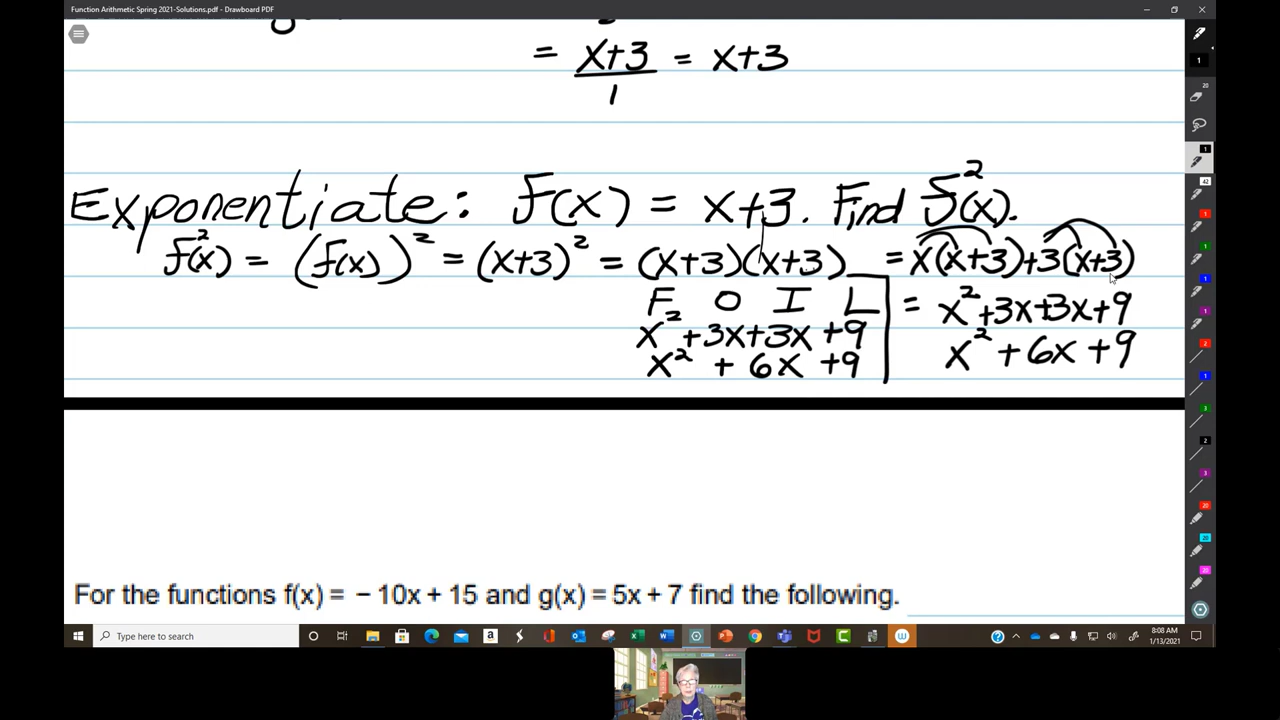 Function Arithmetic Spring 2021-Solutions.pdf - Drawboard PDF
= x+3 = x+3
1
Exponentiate: f(x) = x+3. Find f²(x).
f²(x) = (f(x))² = (x+3)² = (x+3)(x+3) = x(x+3)+3(x+3)
F O I L = x²+3x+3x+9
x²+3x+3x+9 x²+6x+9
x²+6x+9
For the functions f(x) = − 10x + 15 and g(x) = 5x + 7 find the following.
Type here to search
8:08 AM
1/13/2021